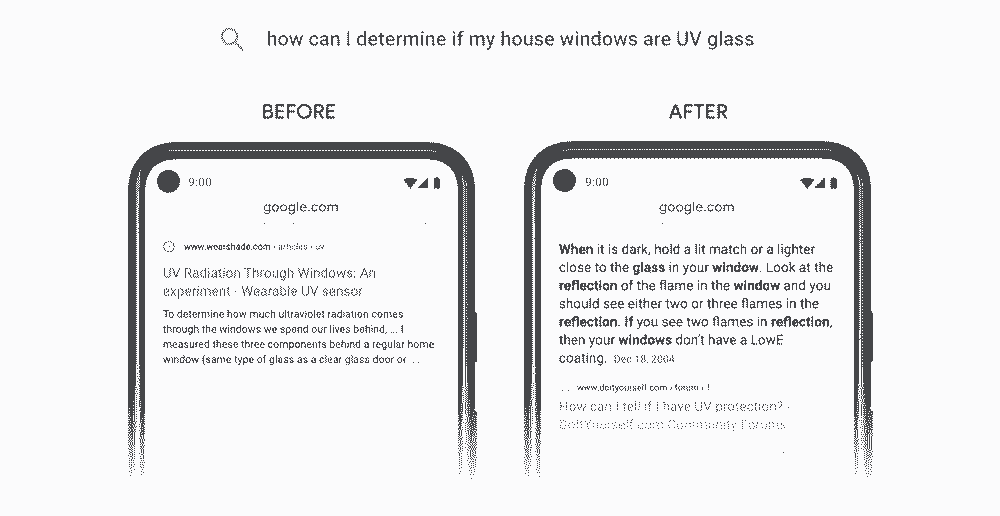 how can I determine if my house windows are UV glass
BEFORE
9:00
google.com
www.wearshade.com › articles › uv
UV Radiation Through Windows: An
experiment - Wearable UV sensor
To determine how much ultraviolet radiation comes
through the windows we spend our lives behind, ... I
measured these three components behind a regular home
window (same type of glass as a clear glass door or ...
AFTER
9:00
google.com
When it is dark, hold a lit match or a lighter
close to the glass in your window. Look at the
reflection of the flame in the window and you
should see either two or three flames in the
reflection. If you see two flames in reflection,
then your windows don't have a LowE
coating. Dec 18, 2004
www.doityourself.com › forum ›
How can I tell if I have UV protection? -
DoItYourself.com Community Forums